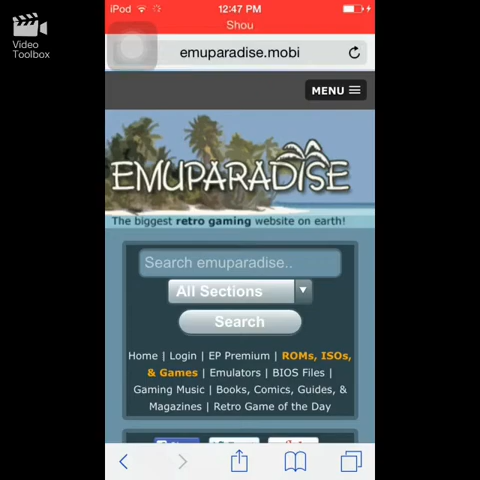 iPod 12:47 PM
Shou
Video
Toolbox
emuparadise.mobi
MENU
EMUPARADISE
The biggest retro gaming website on earth!
Search emuparadise..
All Sections
Search
Home | Login | EP Premium | ROMs, ISOs,
& Games | Emulators | BIOS Files |
Gaming Music | Books, Comics, Guides, &
Magazines | Retro Game of the Day